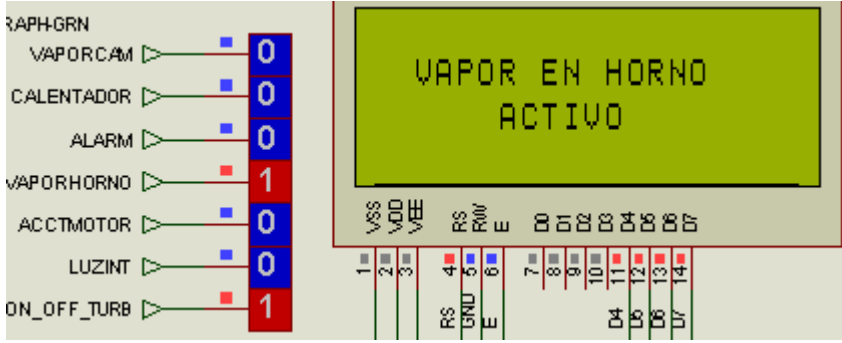 RAPH-GRN
VAPORCAM 0
CALENTADOR 0
ALARM 0
VAPORHORNO 1
ACCTMOTOR 0
LUZINT 0
ON_OFF_TURB 1
VAPOR EN HORNO
ACTIVO
VSS VDD VEE RS RW E D0 D1 D2 D3 D4 D5 D6 D7
1 2 3 4 5 6 7 8 9 10 11 12 13 14
RS GND E D4 D5 D6 D7